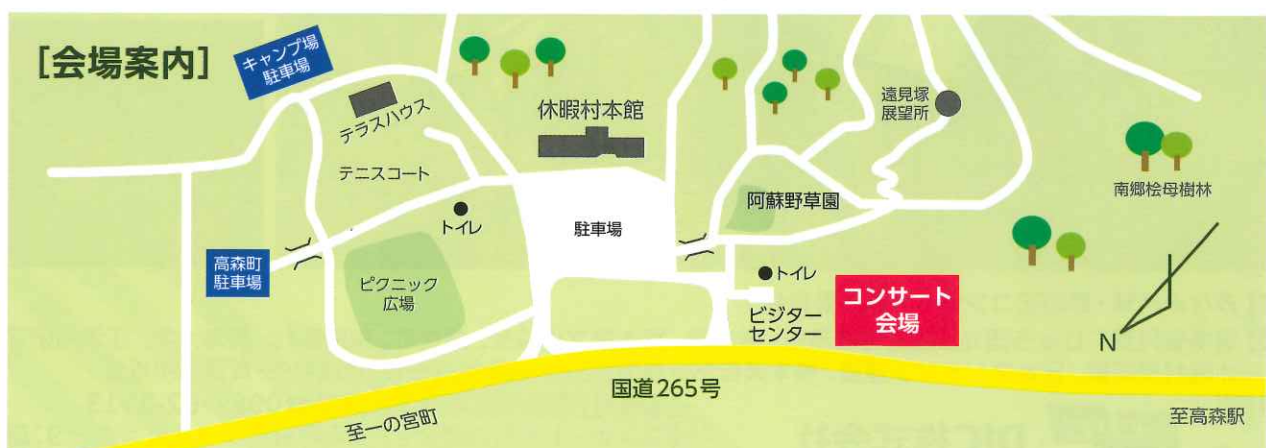 [会場案内]
キャンプ場
駐車場
テラスハウス
テニスコート
休暇村本館
遠見塚
展望所
南郷桧母樹林
阿蘇野草園
トイレ
駐車場
高森町
駐車場
ピクニック
広場
トイレ
ビジター
センター
コンサート
会場
N
国道265号
至一の宮町
至高森駅